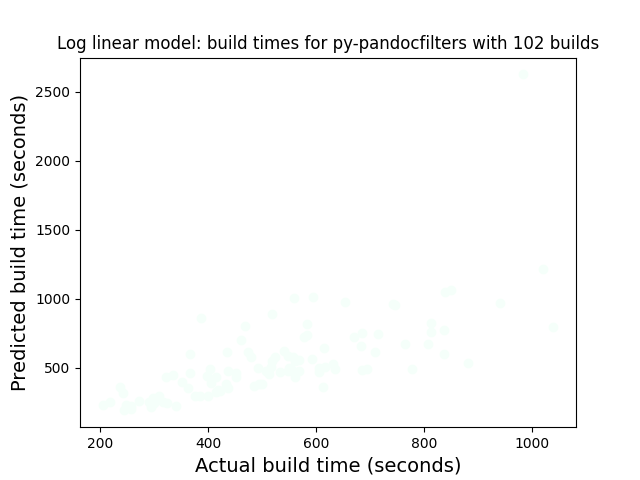 Log linear model: build times for py-pandocfilters with 102 builds
Predicted build time (seconds)
2500
2000
1500
1000
500
200 400 600 800 1000
Actual build time (seconds)